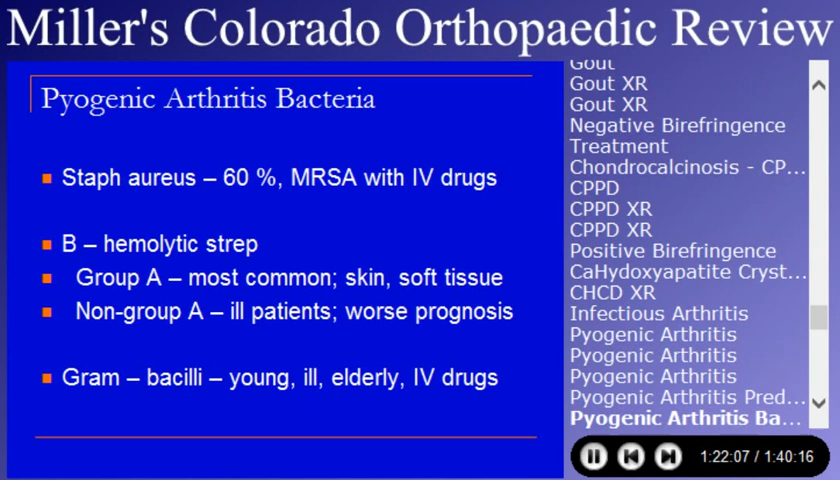 Miller's Colorado Orthopaedic Review
Pyogenic Arthritis Bacteria
Staph aureus – 60 %, MRSA with IV drugs
B – hemolytic strep
Group A – most common; skin, soft tissue
Non-group A – ill patients; worse prognosis
Gram – bacilli – young, ill, elderly, IV drugs
Gout
Gout XR
Gout XR
Negative Birefringence
Treatment
Chondrocalcinosis - CP...
CPPD
CPPD XR
CPPD XR
Positive Birefringence
CaHydoxyapatite Cryst...
CHCD XR
Infectious Arthritis
Pyogenic Arthritis
Pyogenic Arthritis
Pyogenic Arthritis
Pyogenic Arthritis Pred...
Pyogenic Arthritis Ba...
1:22:07 / 1:40:16